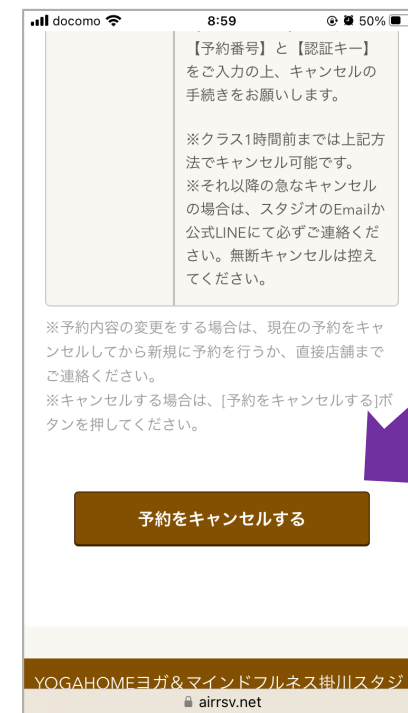 docomo 8:59 50%
【予約番号】と【認証キー】
をご入力の上、キャンセルの
手続きをお願いします。
※クラス1時間前までは上記方
法でキャンセル可能です。
※それ以降の急なキャンセル
の場合は、スタジオのEmailか
公式LINEにて必ずご連絡くだ
さい。無断キャンセルは控え
てください。
※予約内容の変更をする場合は、現在の予約をキャ
ンセルしてから新規に予約を行うか、直接店舗まで
ご連絡ください。
※キャンセルする場合は、[予約をキャンセルする]ボ
タンを押してください。
予約をキャンセルする
YOGAHOMEヨガ＆マインドフルネス掛川スタジ
airrsv.net